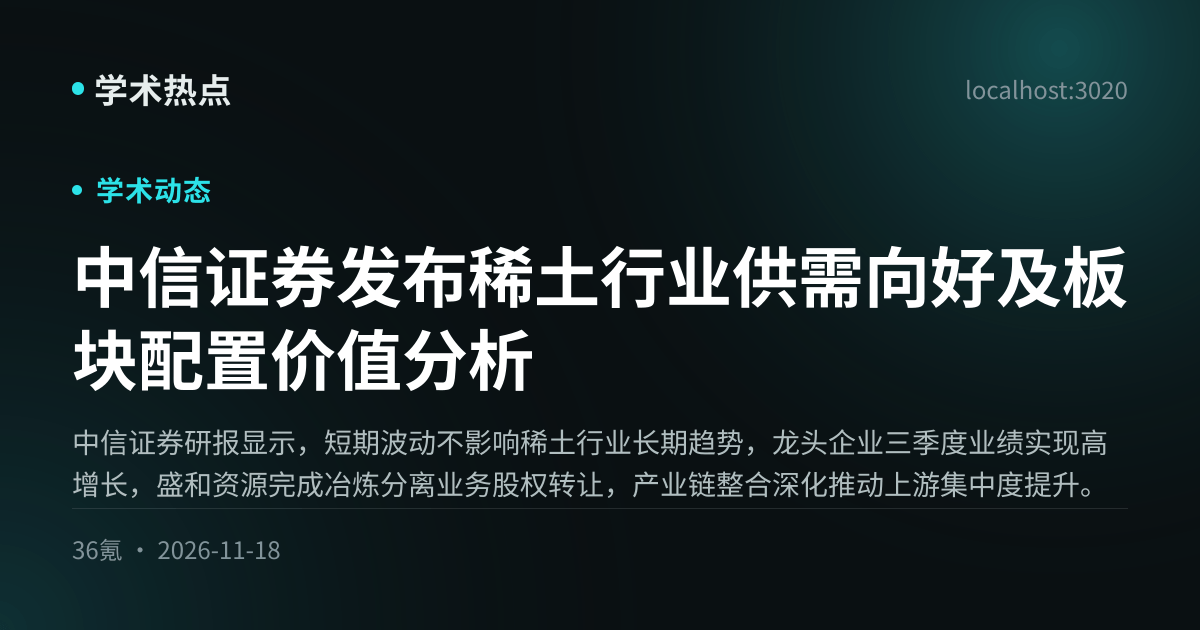 学术热点
localhost:3020
学术动态
中信证券发布稀土行业供需向好及板
块配置价值分析
中信证券研报显示，短期波动不影响稀土行业长期趋势，龙头企业三季度业绩实现高
增长，盛和资源完成冶炼分离业务股权转让，产业链整合深化推动上游集中度提升。
36氪 · 2026-11-18